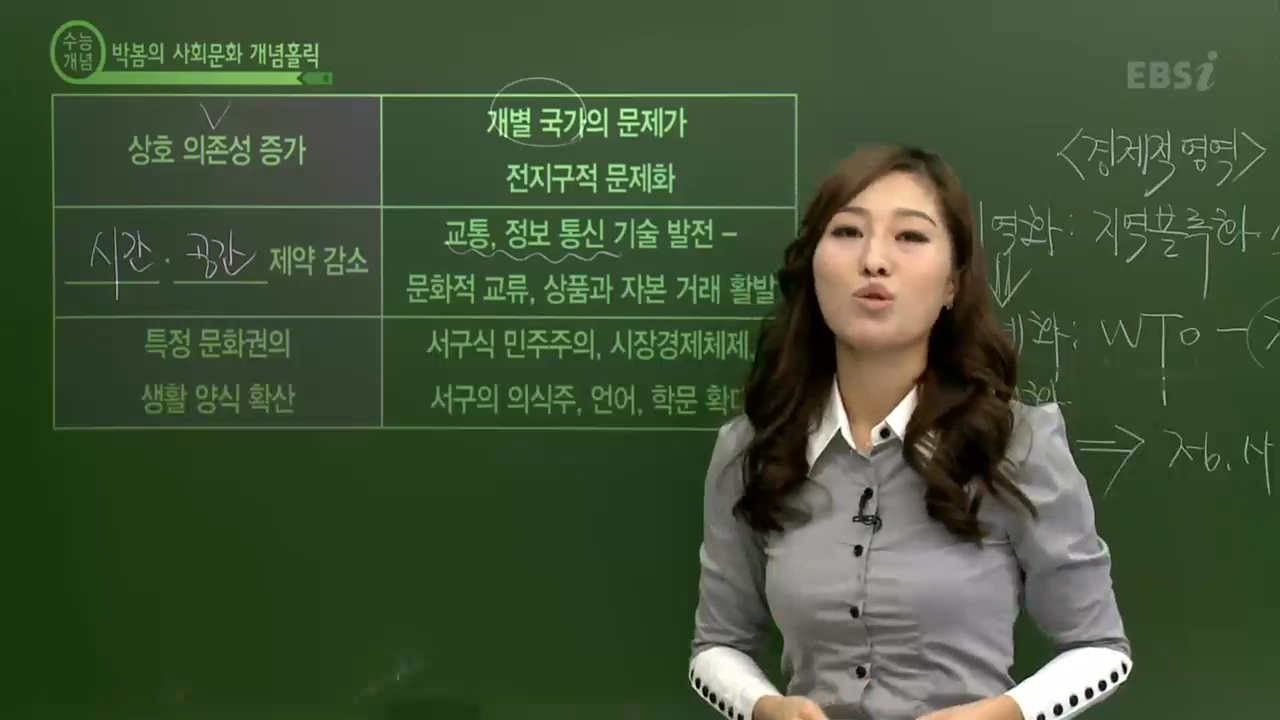 수능
개념
박봄의 사회문화 개념홀릭
EBSi
상호 의존성 증가
개별 국가의 문제가
전지구적 문제화
시간 · 공간 제약 감소
교통, 정보 통신 기술 발전 –
문화적 교류, 상품과 자본 거래 활발
특정 문화권의
생활 양식 확산
서구식 민주주의, 시장경제체제,
서구의 의식주, 언어, 학문
<경제적 영역>
역화: 지역블록화
계화: WTO –
⇒